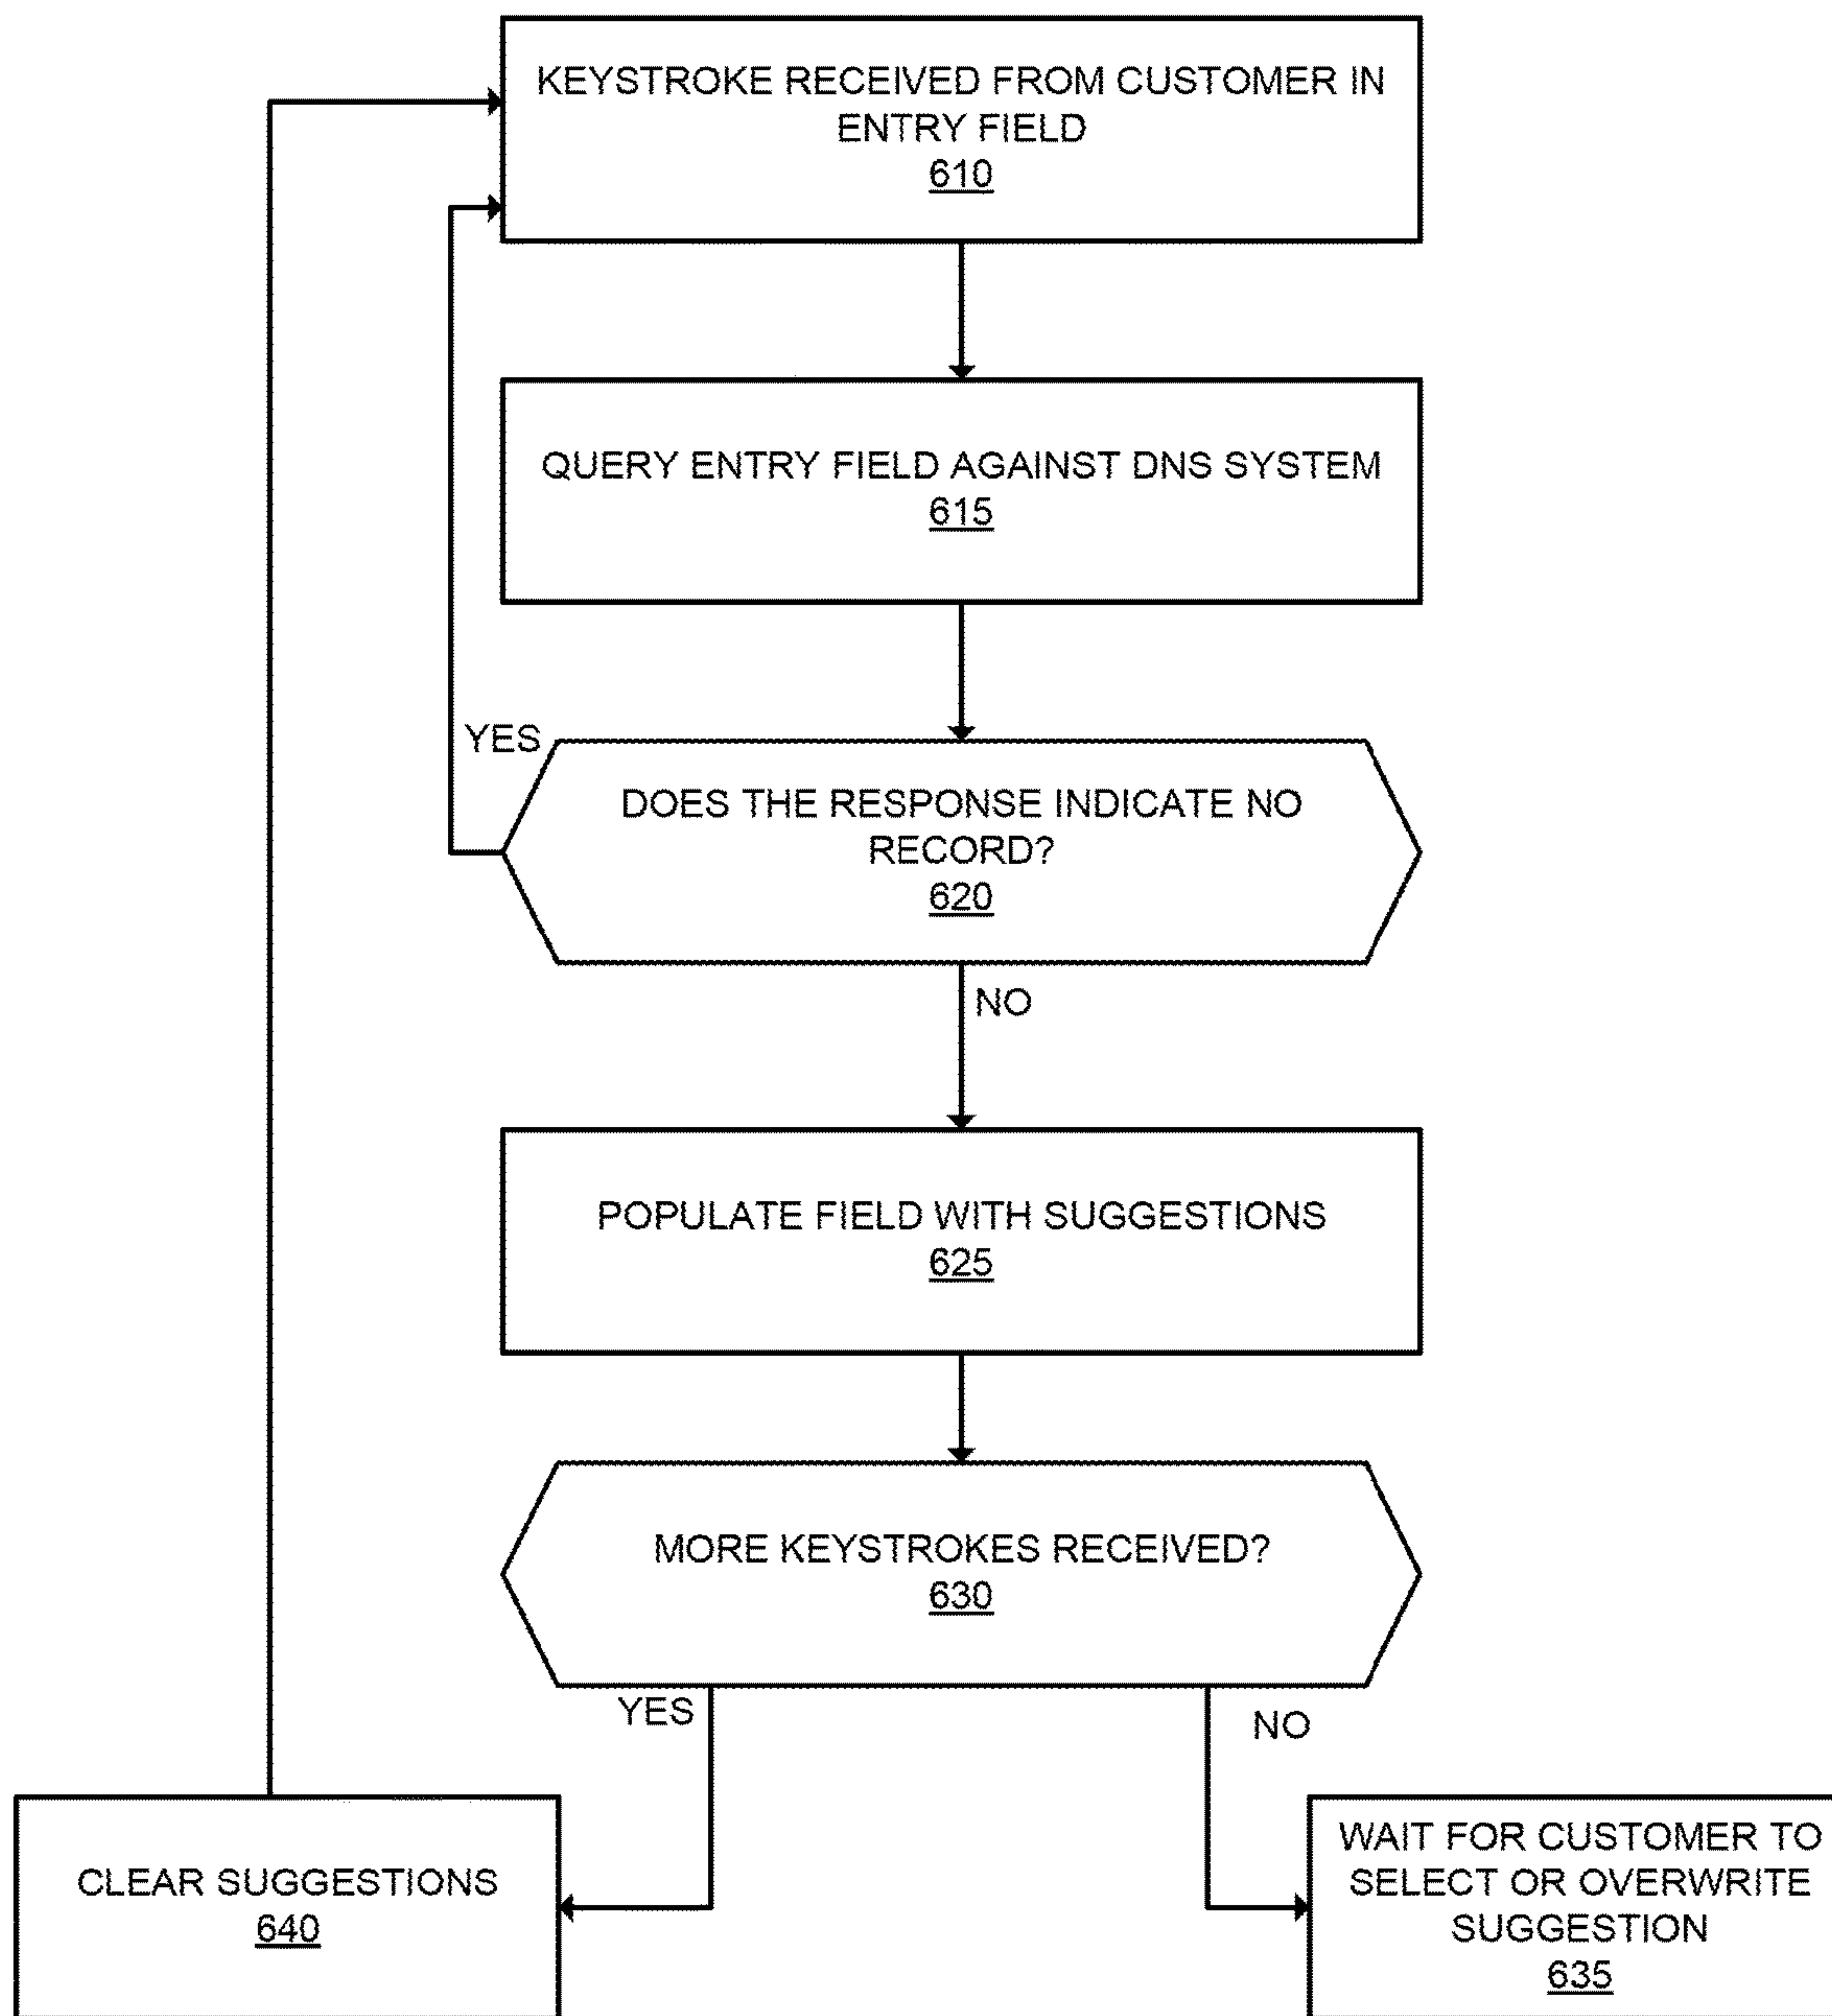 KEYSTROKE RECEIVED FROM CUSTOMER IN
ENTRY FIELD
610
QUERY ENTRY FIELD AGAINST DNS SYSTEM
615
YES
DOES THE RESPONSE INDICATE NO
RECORD?
620
NO
POPULATE FIELD WITH SUGGESTIONS
625
MORE KEYSTROKES RECEIVED?
630
YES
NO
CLEAR SUGGESTIONS
640
WAIT FOR CUSTOMER TO
SELECT OR OVERWRITE
SUGGESTION
635